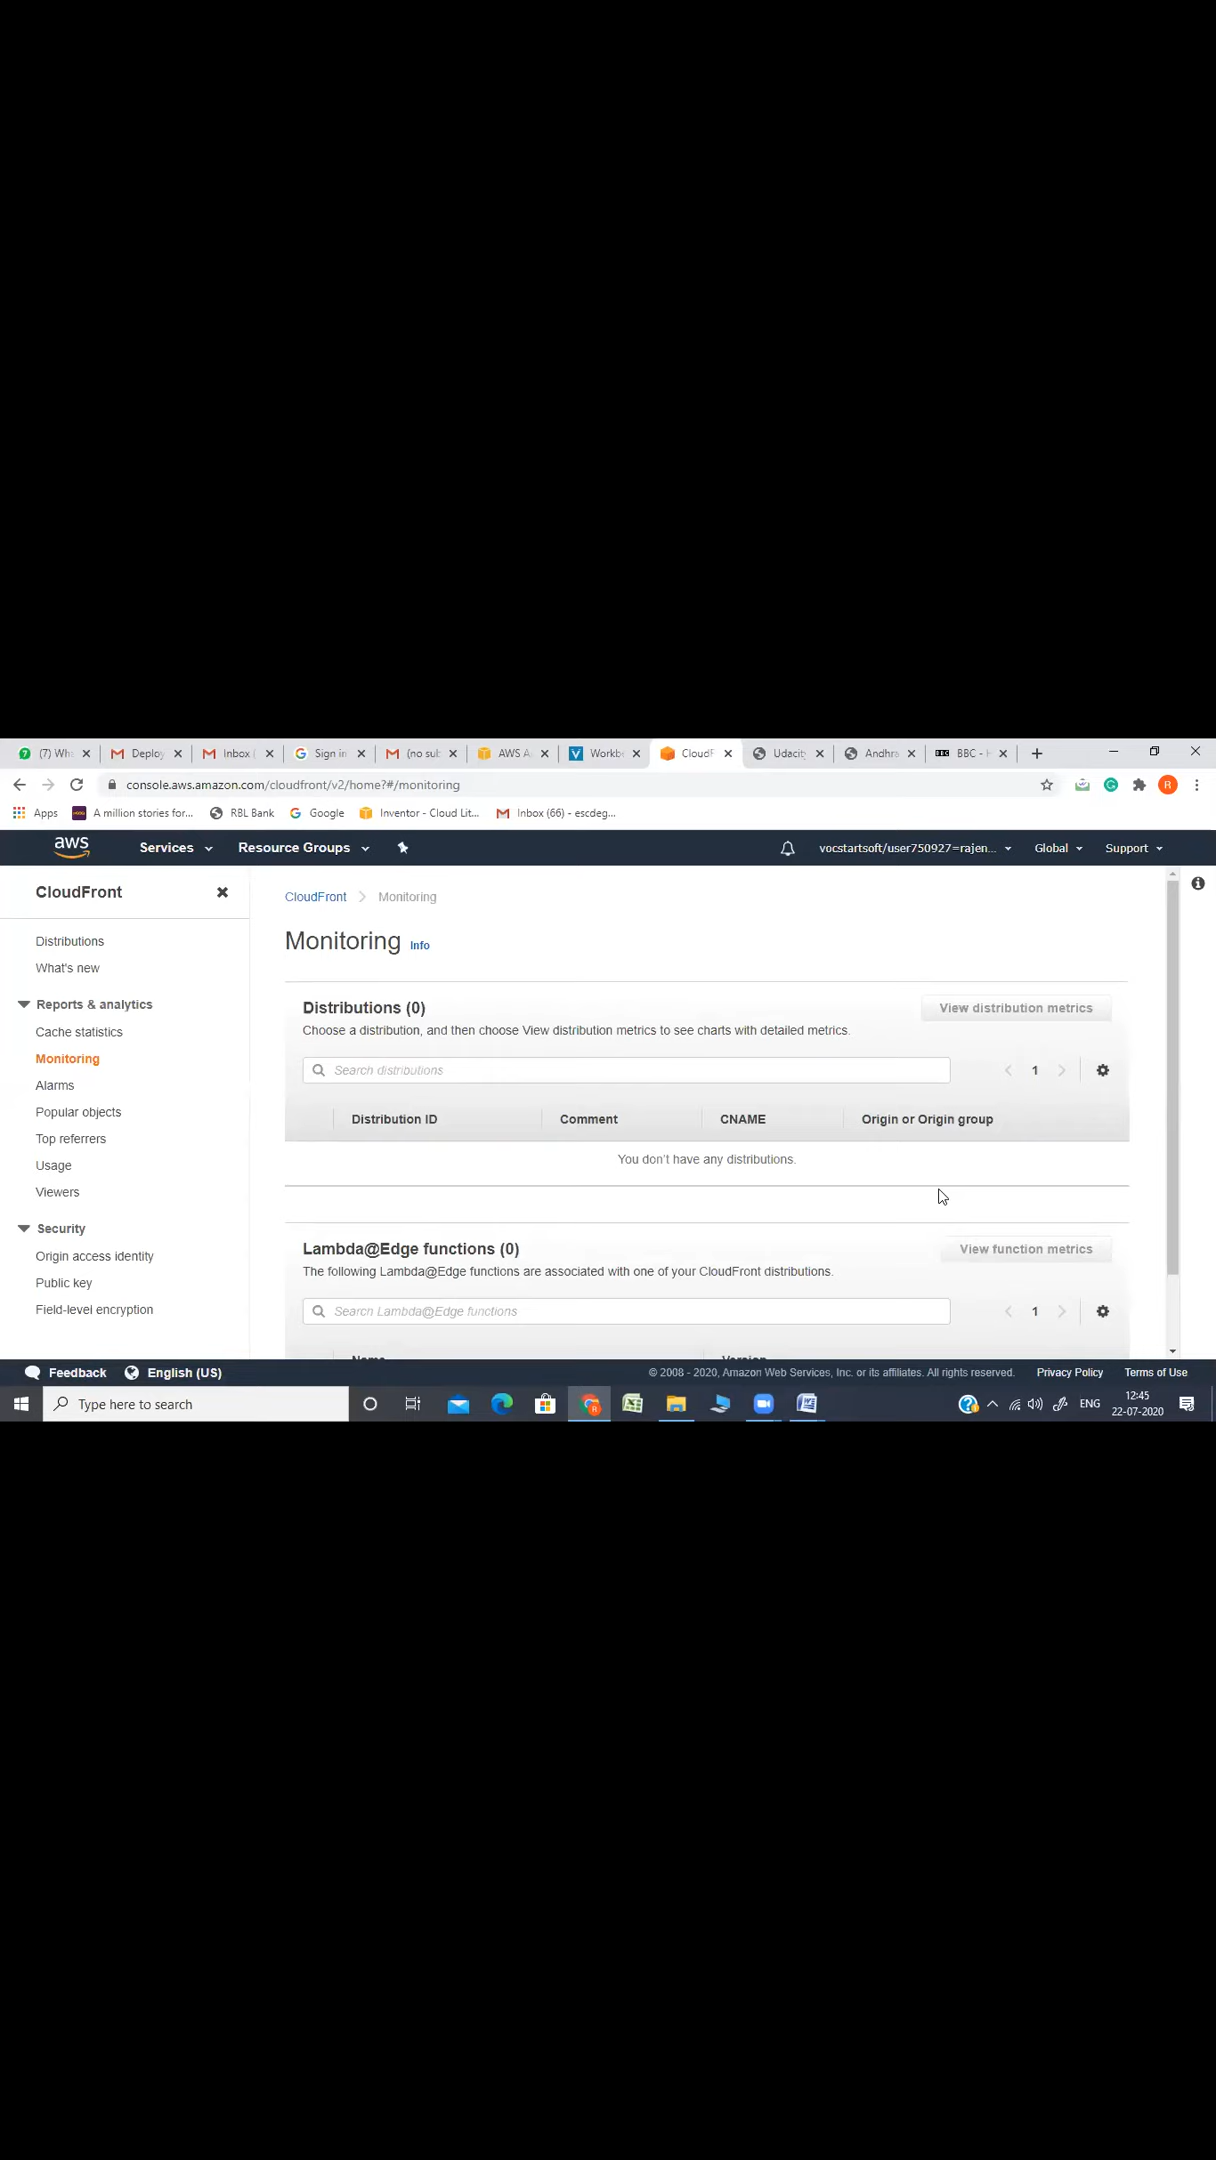 (7) Wh
Deploy
Inbox (
Sign in
(no sub
AWS A
Workbe
CloudF
Udacity
Andhra
BBC - H
console.aws.amazon.com/cloudfront/v2/home?#/monitoring
Apps
A million stories for...
RBL Bank
Google
Inventor - Cloud Lit...
Inbox (66) - escdeg...
aws
Services
Resource Groups
vocstartsoft/user750927=rajen...
Global
Support
CloudFront
Distributions
What's new
Reports & analytics
Cache statistics
Monitoring
Alarms
Popular objects
Top referrers
Usage
Viewers
Security
Origin access identity
Public key
Field-level encryption
CloudFront > Monitoring
Monitoring Info
Distributions (0)
View distribution metrics
Choose a distribution, and then choose View distribution metrics to see charts with detailed metrics.
Search distributions
1
Distribution ID
Comment
CNAME
Origin or Origin group
You don't have any distributions.
Lambda@Edge functions (0)
View function metrics
The following Lambda@Edge functions are associated with one of your CloudFront distributions.
Search Lambda@Edge functions
1
Name
Version
Feedback
English (US)
© 2008 - 2020, Amazon Web Services, Inc. or its affiliates. All rights reserved.
Privacy Policy
Terms of Use
Type here to search
ENG
12:45
22-07-2020